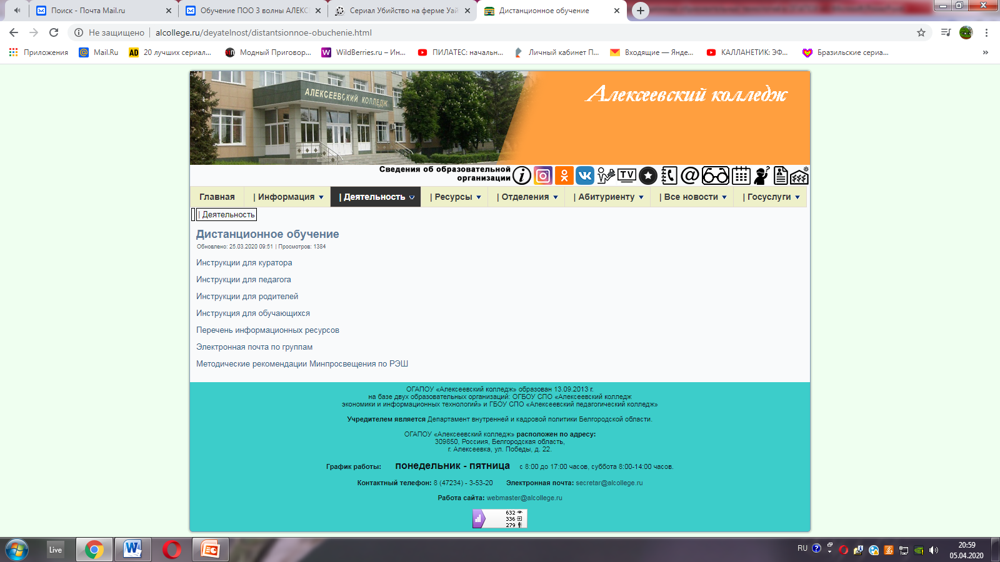 Поиск - Почта Mail.ru
Обучение ПОО 3 волны АЛЕКС
Сериал Убийство на ферме Уай
Дистанционное обучение
Не защищено | alcollege.ru/deyatelnost/distantsionnoe-obuchenie.html
Приложения Mail.Ru 20 лучших сериал... Модный Приговор... WildBerries.ru – Ин... ПИЛАТЕС: начальн... Личный кабинет П... Входящие — Янде... КАЛЛАНЕТИК: ЭФ... Бразильские сериа... »
АЛЕКСЕЕВСКИЙ КОЛЛЕДЖ
Алексеевский колледж
Сведения об образовательной
организации
TV
Главная | Информация | Деятельность | Ресурсы | Отделения | Абитуриенту | Все новости | Госуслуги
| Деятельность
Дистанционное обучение
Обновлено: 25.03.2020 09:51 | Просмотров: 1384
Инструкции для куратора
Инструкции для педагога
Инструкции для родителей
Инструкция для обучающихся
Перечень информационных ресурсов
Электронная почта по группам
Методические рекомендации Минпросвещения по РЭШ
ОГАПОУ «Алексеевский колледж» образован 13.09.2013 г.
на базе двух образовательных организаций: ОГБОУ СПО «Алексеевский колледж
экономики и информационных технологий» и ГБОУ СПО «Алексеевский педагогический колледж»
Учредителем является Департамент внутренней и кадровой политики Белгородской области.
ОГАПОУ «Алексеевский колледж» расположен по адресу:
309850, Россиия, Белгородская область,
г. Алексеевка, ул. Победы, д. 22.
График работы: понедельник - пятница с 8:00 до 17:00 часов, суббота 8:00-14:00 часов.
Контактный телефон: 8 (47234) - 3-53-20 Электронная почта: secretar@alcollege.ru
Работа сайта: webmaster@alcollege.ru
632
336
279
Live
RU
20:59
05.04.2020